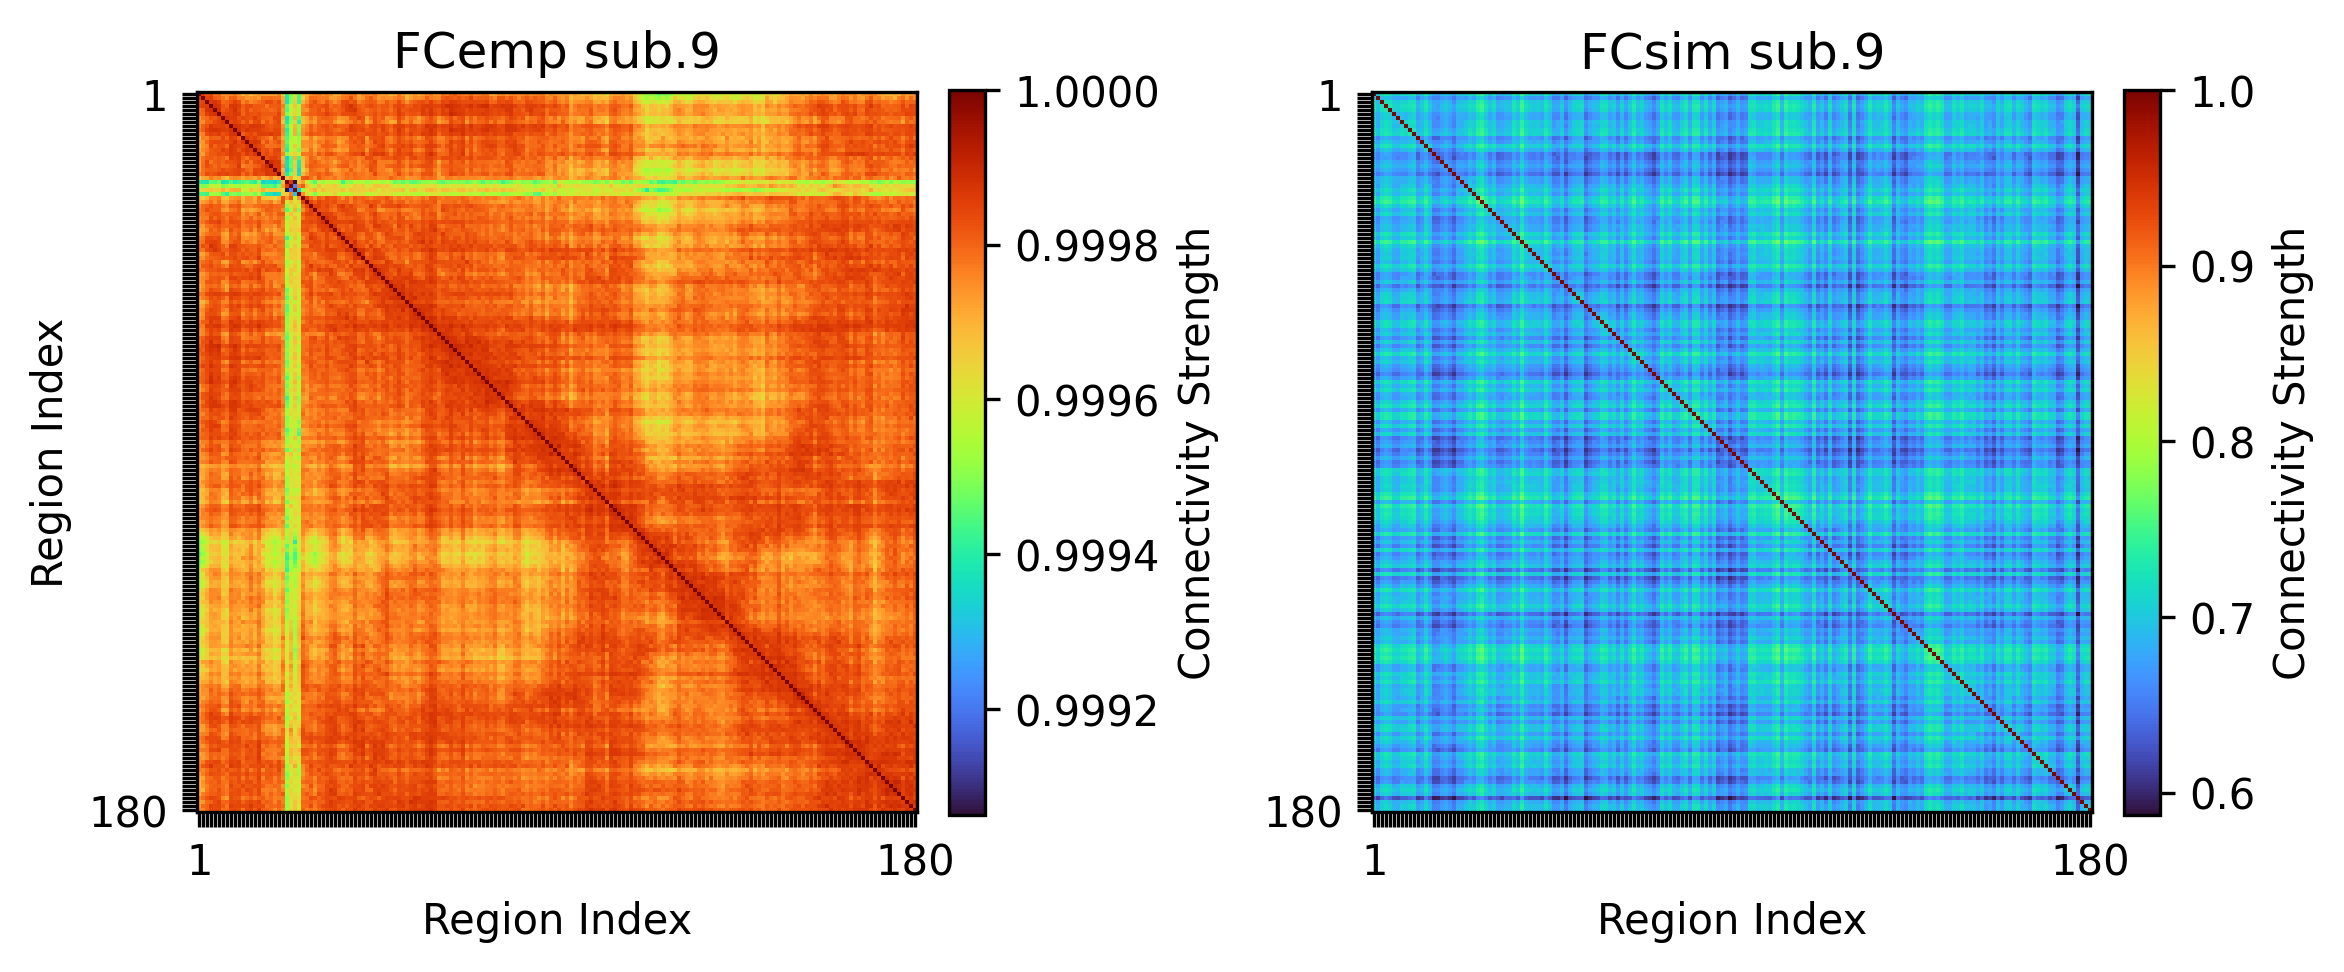 FCemp sub.9
1
180
1
180
Region Index
Region Index
1.0000
0.9998
0.9996
0.9994
0.9992
Connectivity Strength
FCsim sub.9
1
180
1
180
Region Index
1.0
0.9
0.8
0.7
0.6
Connectivity Strength